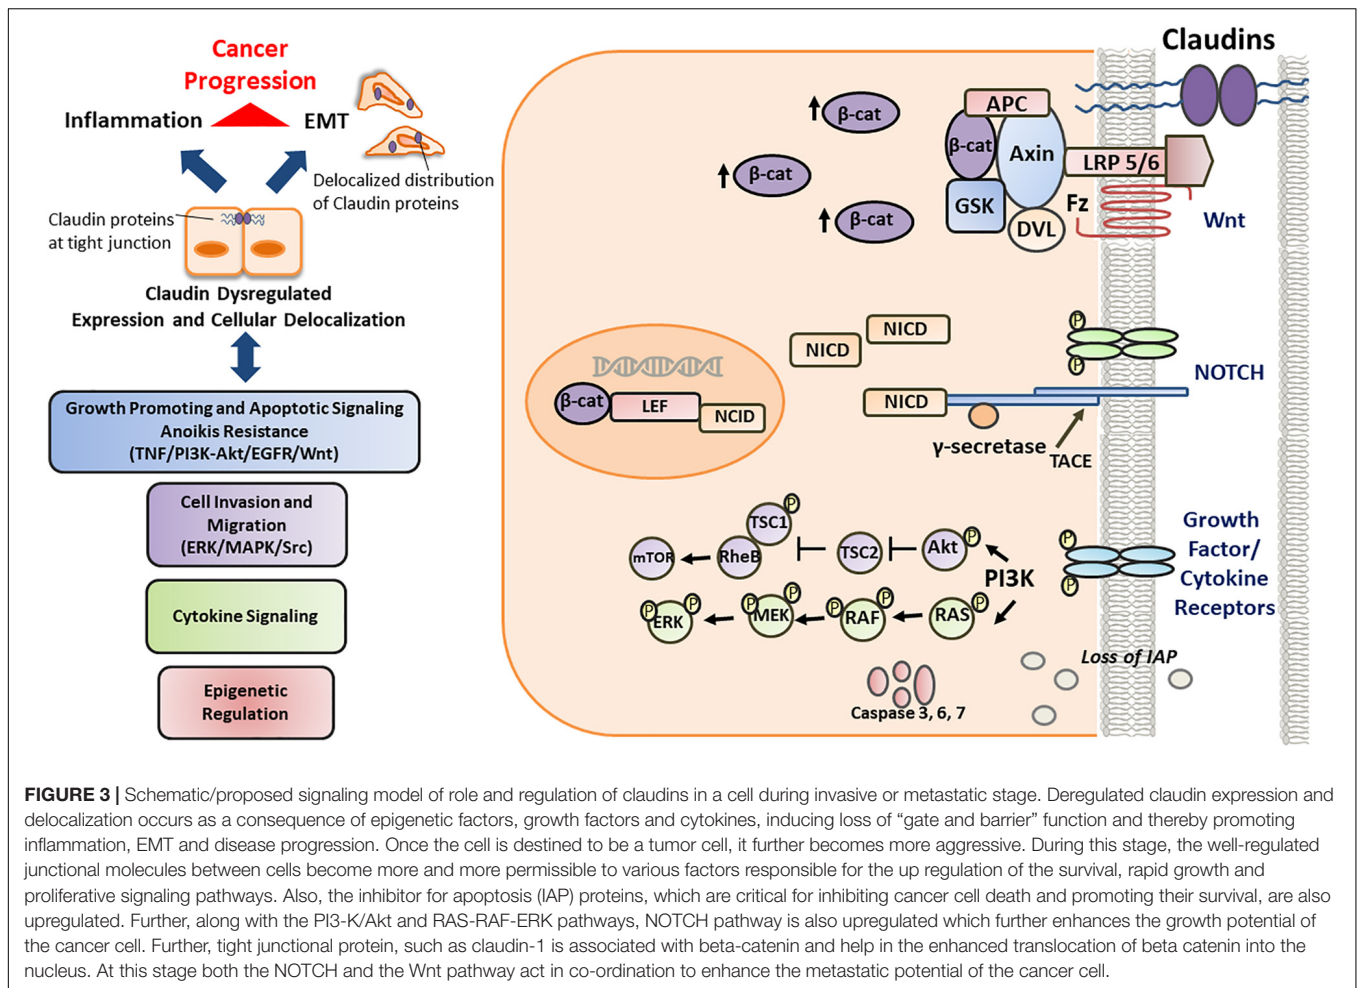 Cancer
Progression
Inflammation
EMT
Delocalized distribution
of Claudin proteins
Claudin proteins
at tight junction
Claudin Dysregulated
Expression and Cellular Delocalization
Growth Promoting and Apoptotic Signaling
Anoikis Resistance
(TNF/PI3K-Akt/EGFR/Wnt)
Cell Invasion and
Migration
(ERK/MAPK/Src)
Cytokine Signaling
Epigenetic
Regulation
Claudins
β-cat
β-cat
β-cat
APC
β-cat
Axin
LRP 5/6
GSK
Fz
DVL
Wnt
NICD
NICD
P
P
NOTCH
NICD
γ-secretase
TACE
β-cat
LEF
NCID
P
TSC1
mTOR
RheB
TSC2
Akt
P
PI3K
P
P
Growth
Factor/
Cytokine
Receptors
P
ERK
P
P
MEK
P
P
RAF
P
RAS
P
Loss of IAP
Caspase 3, 6, 7
FIGURE 3 | Schematic/proposed signaling model of role and regulation of claudins in a cell during invasive or metastatic stage. Deregulated claudin expression and
delocalization occurs as a consequence of epigenetic factors, growth factors and cytokines, inducing loss of “gate and barrier” function and thereby promoting
inflammation, EMT and disease progression. Once the cell is destined to be a tumor cell, it further becomes more aggressive. During this stage, the well-regulated
junctional molecules between cells become more and more permissible to various factors responsible for the up regulation of the survival, rapid growth and
proliferative signaling pathways. Also, the inhibitor for apoptosis (IAP) proteins, which are critical for inhibiting cancer cell death and promoting their survival, are also
upregulated. Further, along with the PI3-K/Akt and RAS-RAF-ERK pathways, NOTCH pathway is also upregulated which further enhances the growth potential of
the cancer cell. Further, tight junctional protein, such as claudin-1 is associated with beta-catenin and help in the enhanced translocation of beta catenin into the
nucleus. At this stage both the NOTCH and the Wnt pathway act in co-ordination to enhance the metastatic potential of the cancer cell.